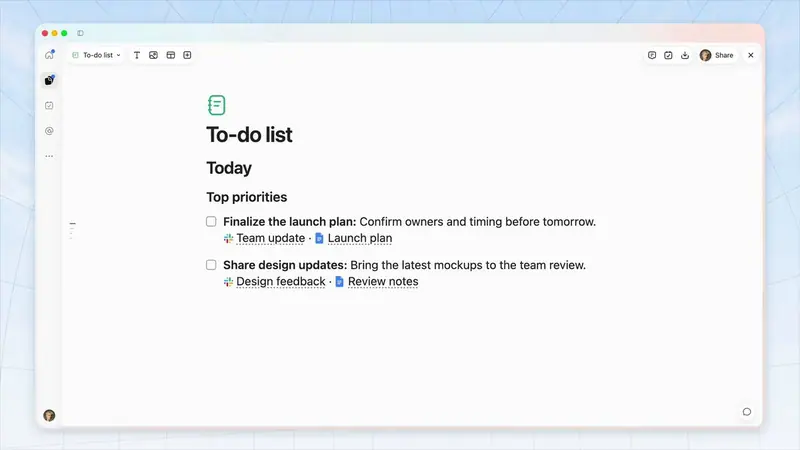 To-do list
Share
To-do list
Today
Top priorities
Finalize the launch plan: Confirm owners and timing before tomorrow.
Team update · Launch plan
Share design updates: Bring the latest mockups to the team review.
Design feedback · Review notes